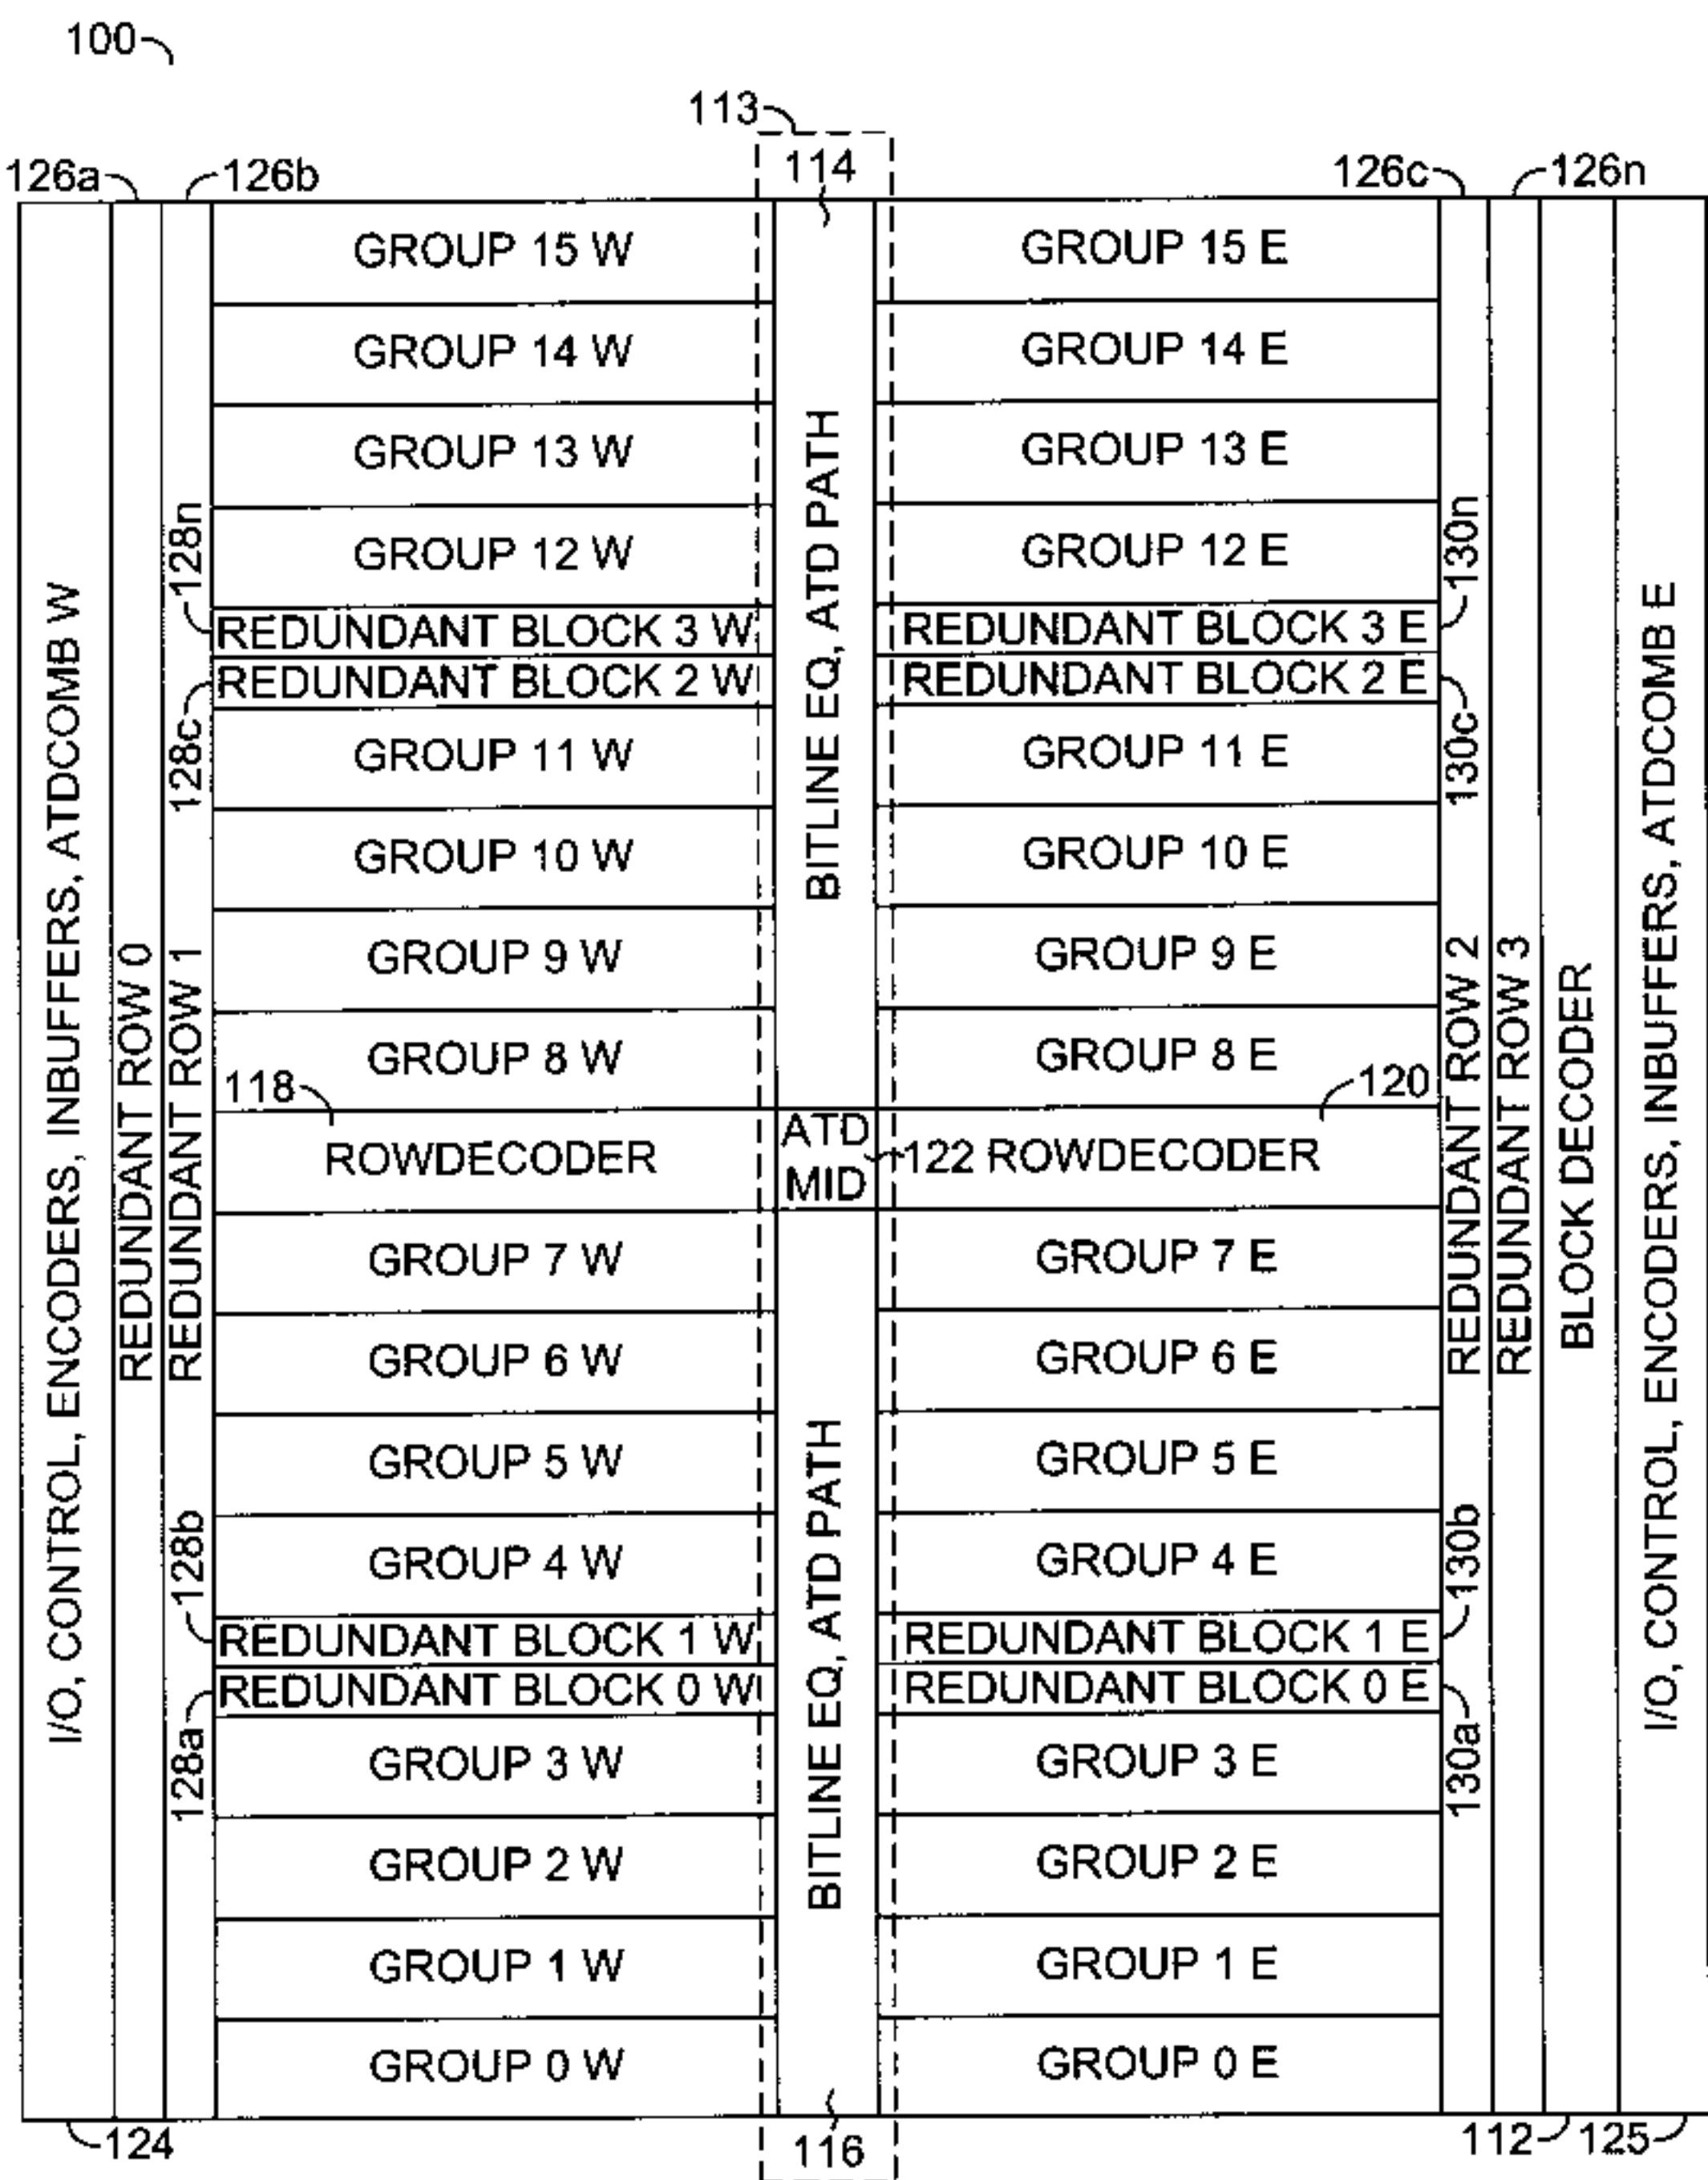 100
113
114
126a
126b
126c
126n
GROUP 15 W
GROUP 15 E
GROUP 14 W
GROUP 14 E
GROUP 13 W
GROUP 13 E
GROUP 12 W
GROUP 12 E
128n
130n
REDUNDANT BLOCK 3 W
REDUNDANT BLOCK 3 E
REDUNDANT BLOCK 2 W
REDUNDANT BLOCK 2 E
128c
130c
GROUP 11 W
GROUP 11 E
GROUP 10 W
GROUP 10 E
GROUP 9 W
GROUP 9 E
GROUP 8 W
GROUP 8 E
BITLINE EQ, ATD PATH
118
120
ROWDECODER
ATD
MID
122
ROWDECODER
I/O, CONTROL, ENCODERS, INBUFFERS, ATDCOMB W
REDUNDANT ROW 0
REDUNDANT ROW 1
REDUNDANT ROW 2
REDUNDANT ROW 3
BLOCK DECODER
I/O, CONTROL, ENCODERS, INBUFFERS, ATDCOMB E
GROUP 7 W
GROUP 7 E
GROUP 6 W
GROUP 6 E
GROUP 5 W
GROUP 5 E
GROUP 4 W
GROUP 4 E
128b
130b
BITLINE EQ, ATD PATH
REDUNDANT BLOCK 1 W
REDUNDANT BLOCK 1 E
REDUNDANT BLOCK 0 W
REDUNDANT BLOCK 0 E
128a
130a
GROUP 3 W
GROUP 3 E
GROUP 2 W
GROUP 2 E
GROUP 1 W
GROUP 1 E
GROUP 0 W
GROUP 0 E
124
116
112
125